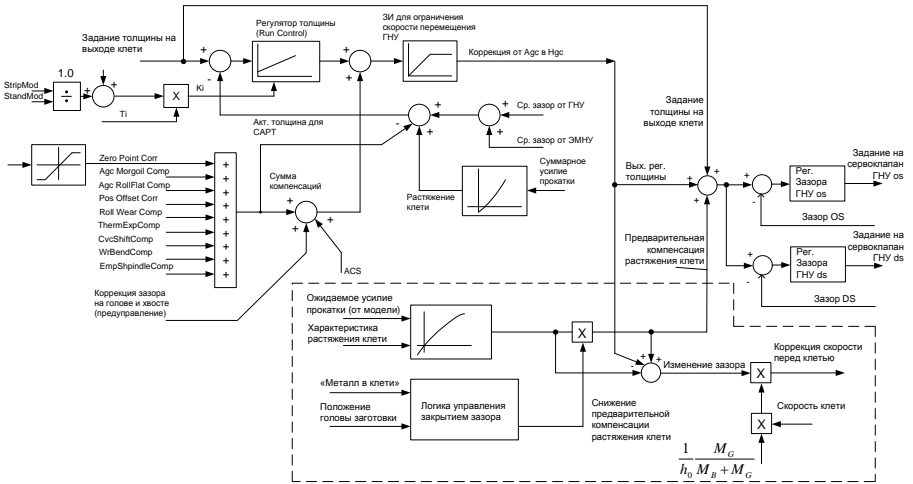 Задание толщины на
выходе клети
Регулятор толщины
(Run Control)
ЗИ для ограничения
скорости перемещения
ГНУ
Коррекция от Agc в Hgc
1.0
StripMod
StandMod
÷
X
Ki
Ti
Акт. толщина для
САРТ
Ср. зазор от ГНУ
Ср. зазор от ЭМНУ
Суммарное
усилие
прокатки
Растяжение
клети
Задание
толщины на
выходе клети
Вых. рег.
толщины
Предварительная
компенсация
растяжения клети
Рег.
Зазора
ГНУ os
Задание на
сервоклапан
ГНУ os
Зазор OS
Рег.
Зазора
ГНУ ds
Задание на
сервоклапан
ГНУ ds
Зазор DS
Zero Point Corr
Agc Morgoil Comp
Agc RollFlat Comp
Pos Offset Corr
Roll Wear Comp
ThermExpComp
CvcShiftComp
WrBendComp
EmpShpindleComp
Сумма
компенсаций
ACS
Коррекция зазора
на голове и хвосте
(предуправление)
Ожидаемое усилие
прокатки (от модели)
Характеристика
растяжения клети
X
«Металл в клети»
Положение
головы заготовки
Логика управления
закрытием зазора
Снижение
предварительной
компенсации
растяжения клети
Изменение зазора
X
Коррекция скорости
перед клетью
X
Скорость клети
1/h₀ M_G/(M_B + M_G)